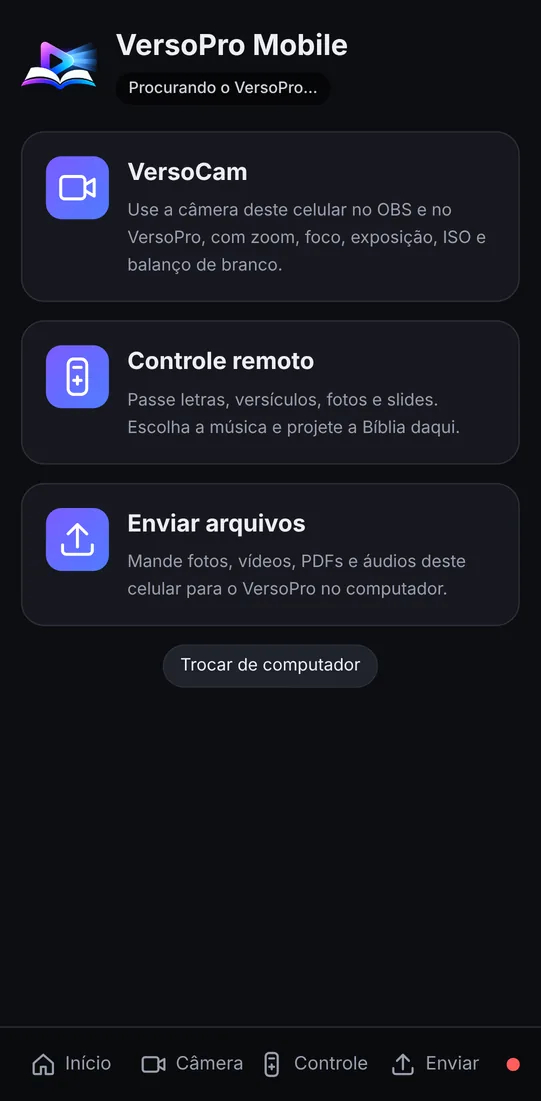 VersoPro Mobile
Procurando o VersoPro...
VersoCam
Use a câmera deste celular no OBS e no
VersoPro, com zoom, foco, exposição, ISO e
balanço de branco.
Controle remoto
Passe letras, versículos, fotos e slides.
Escolha a música e projete a Bíblia daqui.
Enviar arquivos
Mande fotos, vídeos, PDFs e áudios deste
celular para o VersoPro no computador.
Trocar de computador
Início Câmera Controle Enviar